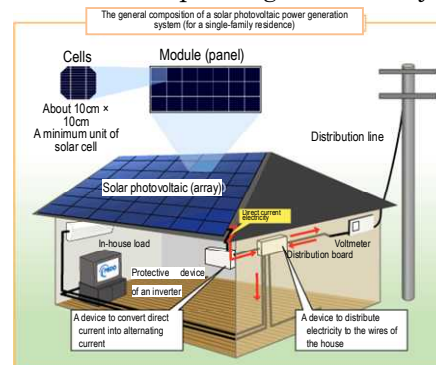 The general composition of a solar photovoltaic power generation
system (for a single-family residence)
Cells
Module (panel)
About 10cm ×
10cm
A minimum unit of
solar cell
Distribution line
Solar photovoltaic (array)
Direct current
electricity
In-house load
Voltmeter
Distribution board
Protective device
of an inverter
A device to convert direct
current into alternating
current
A device to distribute
electricity to the wires of
the house